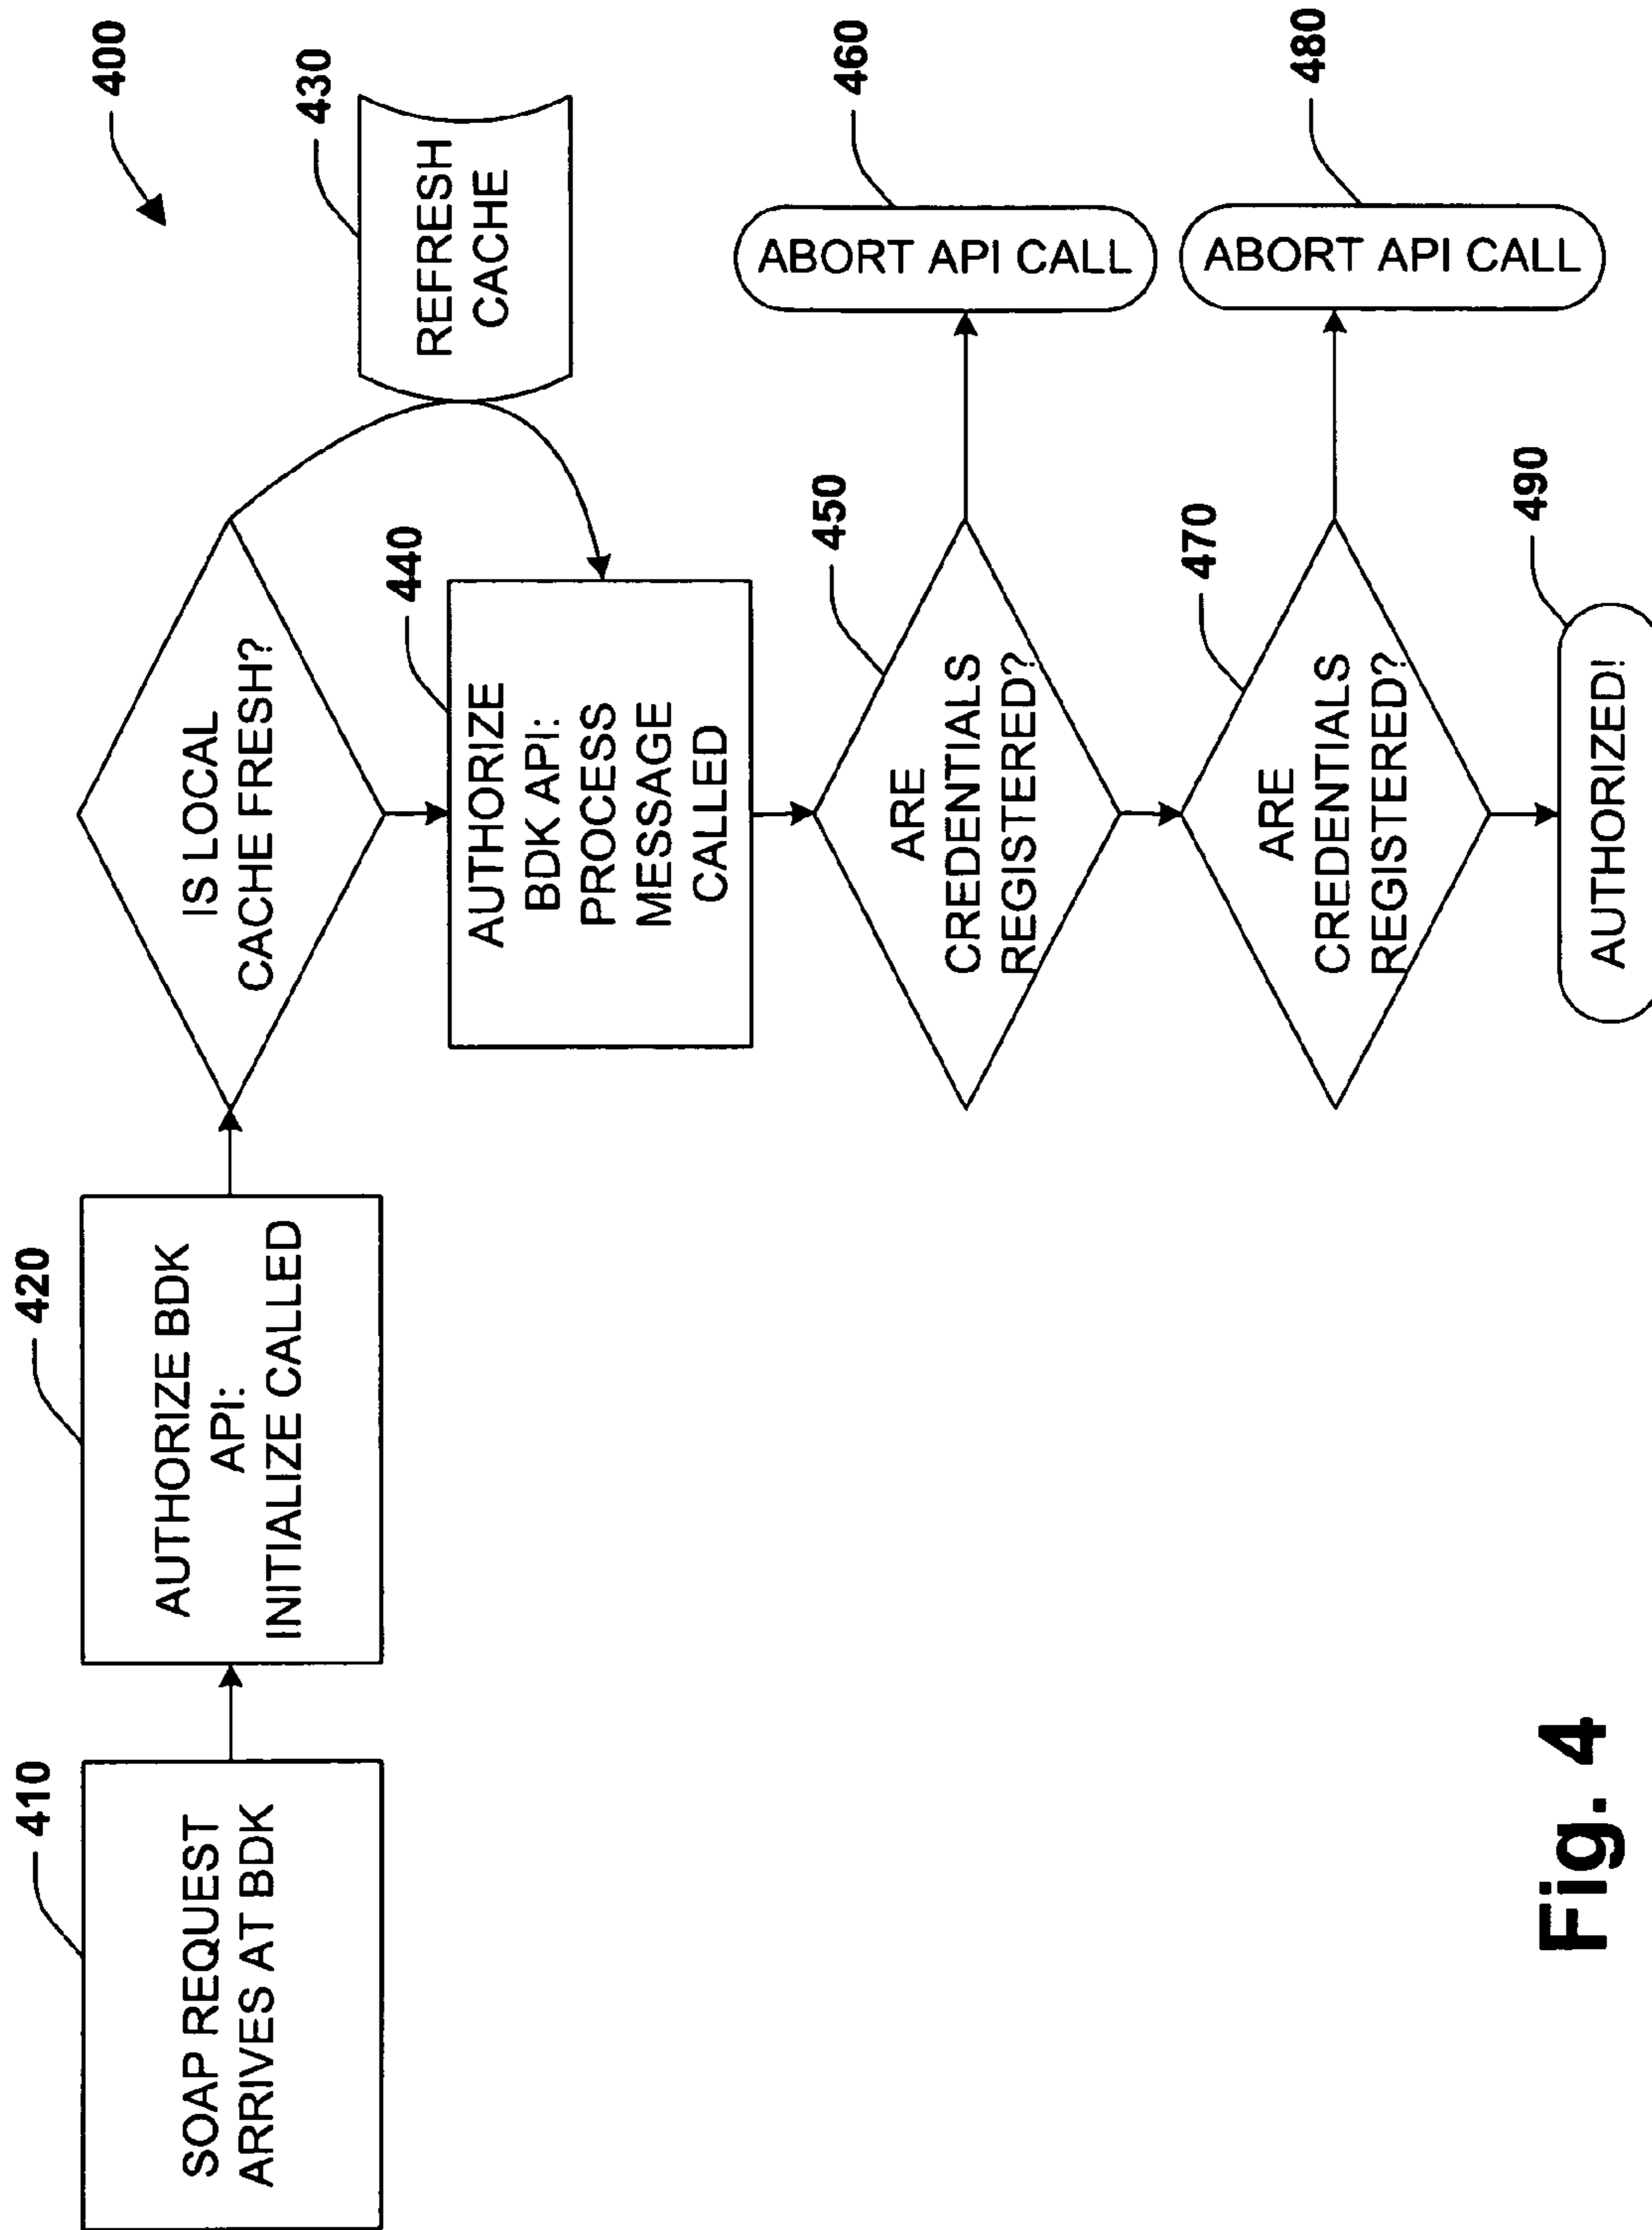 400
410
SOAP REQUEST
ARRIVES AT BDK
420
AUTHORIZE BDK
API:
INITIALIZE CALLED
IS LOCAL
CACHE FRESH?
430
REFRESH
CACHE
440
AUTHORIZE
BDK API:
PROCESS
MESSAGE
CALLED
450
ARE
CREDENTIALS
REGISTERED?
460
ABORT API CALL
470
ARE
CREDENTIALS
REGISTERED?
480
ABORT API CALL
490
AUTHORIZED!
Fig. 4